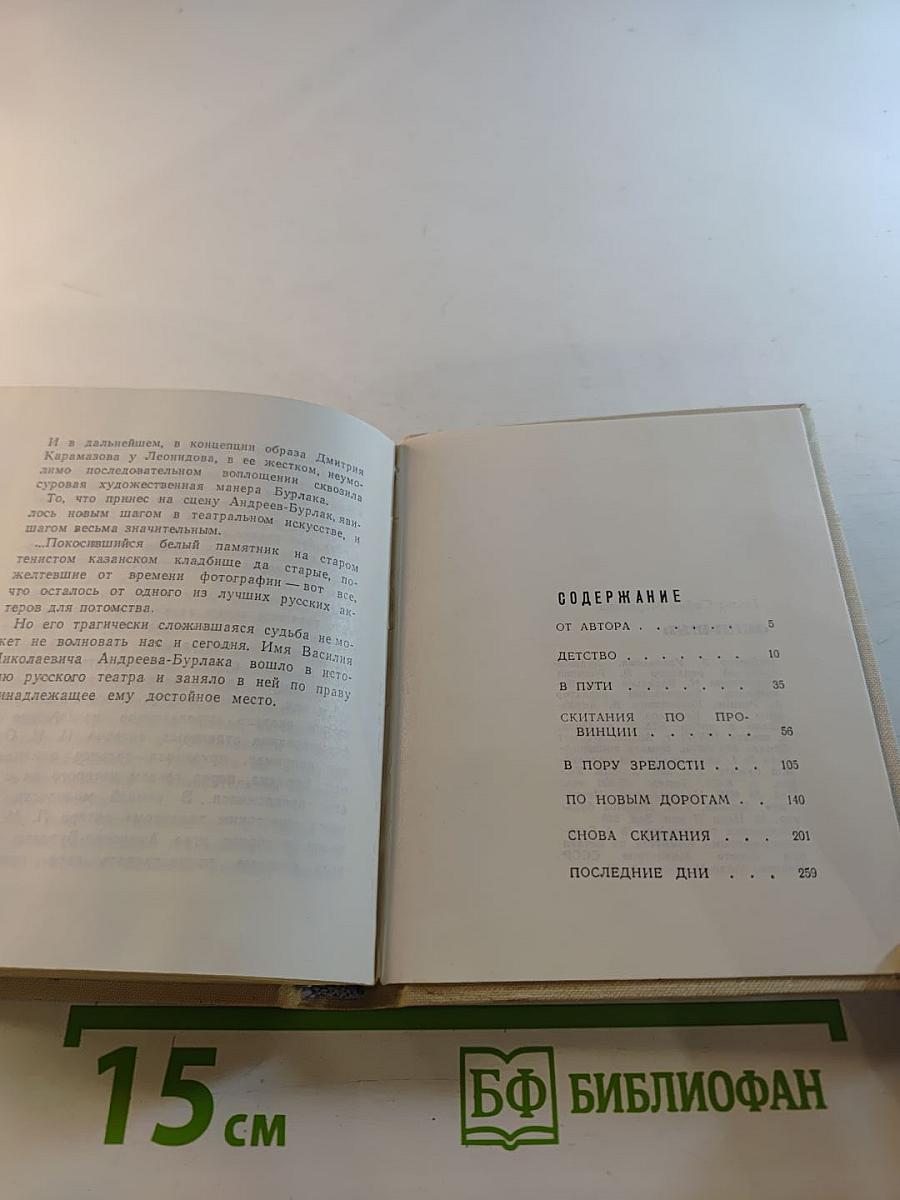 И в дальнейшем, в концепции образа Дмитрия
Карамазова у Леонидова, в ее жестком, неумо-
лимо последовательном воплощении сквозила
суровая художественная манера Бурлака.
То, что принес на сцену Андреев-Бурлак, яви-
лось новым шагом в театральном искусстве, и
шагом весьма значительным.
...Покосившийся белый памятник на старом
тенистом казанском кладбище да старые, по-
желтевшие от времени фотографии — вот все,
что осталось от одного из лучших русских ак-
теров для потомства.
Но его трагически сложившаяся судьба не мо-
жет не волновать нас и сегодня. Имя Василия
Николаевича Андреева-Бурлака вошло в исто-
ию русского театра и заняло в ней по праву
инадлежащее ему достойное место.
СОДЕРЖАНИЕ
ОТ АВТОРА . . . . . . 5
ДЕТСТВО . . . . . . . 10
В ПУТИ . . . . . . . 35
СКИТАНИЯ ПО ПРО-
ВИНЦИИ . . . . . . 56
В ПОРУ ЗРЕЛОСТИ . . . 105
ПО НОВЫМ ДОРОГАМ . . 140
СНОВА СКИТАНИЯ . . . 201
ПОСЛЕДНИЕ ДНИ . . . 259
15 см
БФ БИБЛИОФАН